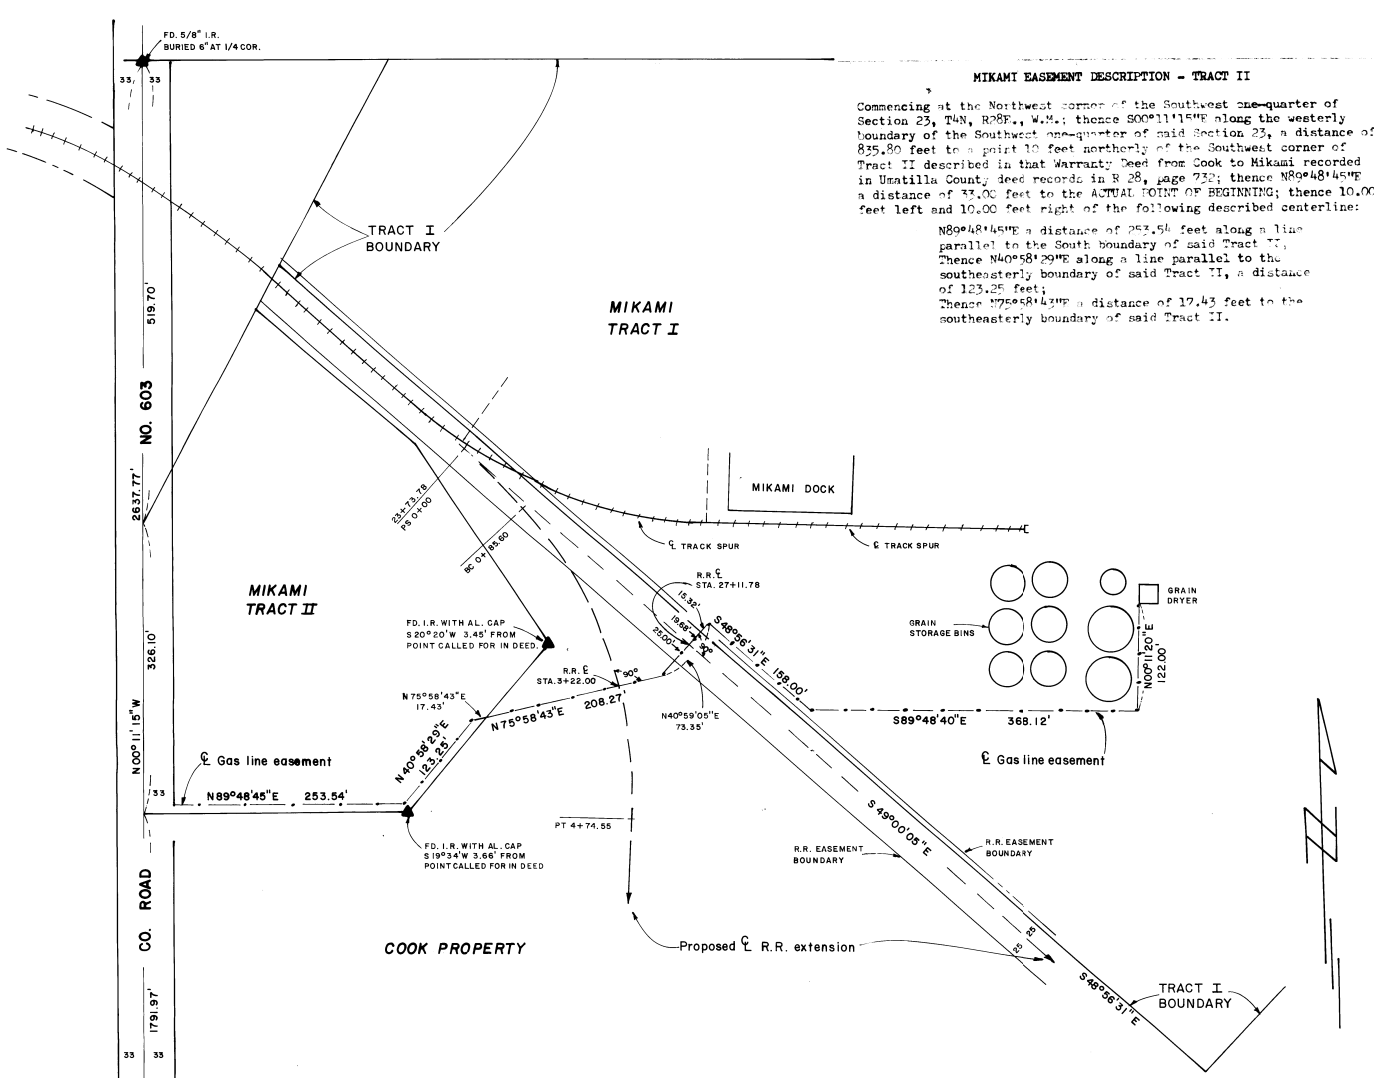 FD. 5/8" I.R.
BURIED 6" AT 1/4 COR.
33
33
MIKAMI EASEMENT DESCRIPTION - TRACT II
Commencing at the Northwest corner of the Southwest one-quarter of
Section 23, T4N, R28E., W.M.; thence S00°11'15"E along the westerly
boundary of the Southwest one-quarter of said Section 23, a distance of
835.80 feet to a point 10 feet northerly of the Southwest corner of
Tract II described in that Warranty Deed from Cook to Mikami recorded
in Umatilla County deed records in R 28, page 732; thence N89°48'45"E
a distance of 33.00 feet to the ACTUAL POINT OF BEGINNING; thence 10.00
feet left and 10.00 feet right of the following described centerline:
N89°48'45"E a distance of 253.54 feet along a line
parallel to the South boundary of said Tract II,
Thence N40°58'29"E along a line parallel to the
southeasterly boundary of said Tract II, a distance
of 123.25 feet;
Thence N75°58'43"E a distance of 17.43 feet to the
southeasterly boundary of said Tract II.
TRACT I
BOUNDARY
MIKAMI
TRACT I
519.70'
NO. 603
2637.77'
23+73.78
PS 0+00
BC 0+85.60
MIKAMI DOCK
℄ TRACK SPUR
℄ TRACK SPUR
R.R. ℄
STA. 27+11.78
15.32'
19.68'
25.00'
90°
S48°56'31"E 158.00'
GRAIN
DRYER
GRAIN
STORAGE BINS
N00°11'20"E
122.00'
MIKAMI
TRACT II
FD. I.R. WITH AL. CAP
S20°20'W 3.45' FROM
POINT CALLED FOR IN DEED.
326.10'
R.R. ℄
STA. 3+22.00
90°
N75°58'43"E
17.43'
N75°58'43"E 208.27
N40°59'05"E
73.35'
S89°48'40"E 368.12'
℄ Gas line easement
N00°11'15"W
N40°58'29"E
123.25'
℄ Gas line easement
33
N89°48'45"E 253.54'
PT 4+74.55
S49°00'05"E
R.R. EASEMENT
BOUNDARY
R.R. EASEMENT
BOUNDARY
FD. I.R. WITH AL. CAP
S19°34'W 3.66' FROM
POINT CALLED FOR IN DEED
CO. ROAD
COOK PROPERTY
Proposed ℄ R.R. extension
25
25
S48°56'31"E
TRACT I
BOUNDARY
1791.97'
33
33
N